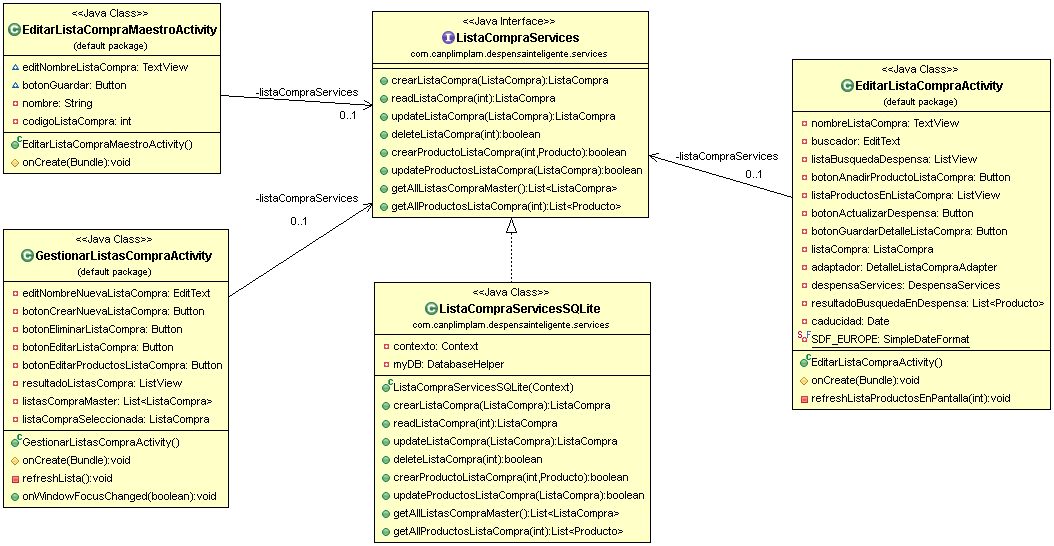 <<Java Class>>
EditarListaCompraMaestroActivity
(default package)
editNombreListaCompra: TextView
botonGuardar: Button
nombre: String
codigoListaCompra: int
EditarListaCompraMaestroActivity()
onCreate(Bundle):void
-listaCompraServices
0..1
<<Java Interface>>
ListaCompraServices
com.canplimplam.despensainteligente.services
crearListaCompra(ListaCompra):ListaCompra
readListaCompra(int):ListaCompra
updateListaCompra(ListaCompra):ListaCompra
deleteListaCompra(int):boolean
crearProductoListaCompra(int,Producto):boolean
updateProductosListaCompra(ListaCompra):boolean
getAllListasCompraMaster():List<ListaCompra>
getAllProductosListaCompra(int):List<Producto>
-listaCompraServices
0..1
<<Java Class>>
EditarListaCompraActivity
(default package)
nombreListaCompra: TextView
buscador: EditText
listaBusquedaDespensa: ListView
botonAnadirProductoListaCompra: Button
listaProductosEnListaCompra: ListView
botonActualizarDespensa: Button
botonGuardarDetalleListaCompra: Button
listaCompra: ListaCompra
adaptador: DetalleListaCompraAdapter
despensaServices: DespensaServices
resultadoBusquedaEnDespensa: List<Producto>
caducidad: Date
SDF_EUROPE: SimpleDateFormat
EditarListaCompraActivity()
onCreate(Bundle):void
refreshListaProductosEnPantalla(int):void
-listaCompraServices
0..1
<<Java Class>>
GestionarListasCompraActivity
(default package)
editNombreNuevaListaCompra: EditText
botonCrearNuevaListaCompra: Button
botonEliminarListaCompra: Button
botonEditarListaCompra: Button
botonEditarProductosListaCompra: Button
resultadoListasCompra: ListView
listasCompraMaster: List<ListaCompra>
listaCompraSeleccionada: ListaCompra
GestionarListasCompraActivity()
onCreate(Bundle):void
refreshLista():void
onWindowFocusChanged(boolean):void
<<Java Class>>
ListaCompraServicesSQLite
com.canplimplam.despensainteligente.services
contexto: Context
myDB: DatabaseHelper
ListaCompraServicesSQLite(Context)
crearListaCompra(ListaCompra):ListaCompra
readListaCompra(int):ListaCompra
updateListaCompra(ListaCompra):ListaCompra
deleteListaCompra(int):boolean
crearProductoListaCompra(int,Producto):boolean
updateProductosListaCompra(ListaCompra):boolean
getAllListasCompraMaster():List<ListaCompra>
getAllProductosListaCompra(int):List<Producto>